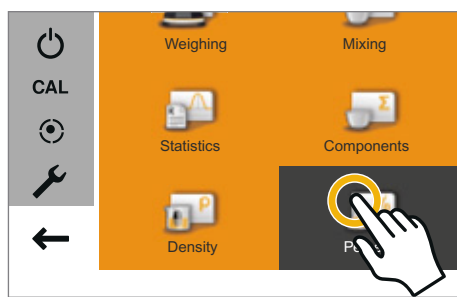 Weighing
Mixing
CAL
Σ
Statistics
Components
ρ
Density